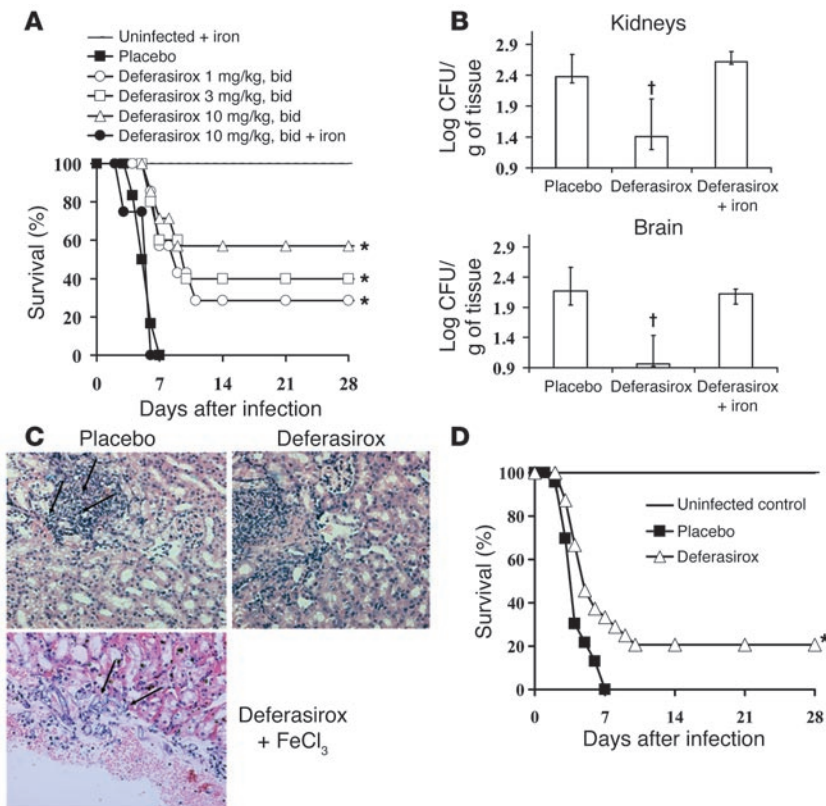 A
Uninfected + iron
Placebo
Deferasirox 1 mg/kg, bid
Deferasirox 3 mg/kg, bid
Deferasirox 10 mg/kg, bid
Deferasirox 10 mg/kg, bid + iron
100
80
60
40
20
0
Survival (%)
*
*
*
0 7 14 21 28
Days after infection
B
Kidneys
Log CFU/
g of tissue
2.9
2.4
1.9
1.4
0.9
†
Placebo Deferasirox Deferasirox
+ iron
Brain
Log CFU/
g of tissue
2.9
2.4
1.9
1.4
0.9
†
Placebo Deferasirox Deferasirox
+ iron
C
Placebo
Deferasirox
Deferasirox
+ FeCl₃
D
100
80
60
40
20
0
Survival (%)
Uninfected control
Placebo
Deferasirox
*
0 7 14 21 28
Days after infection